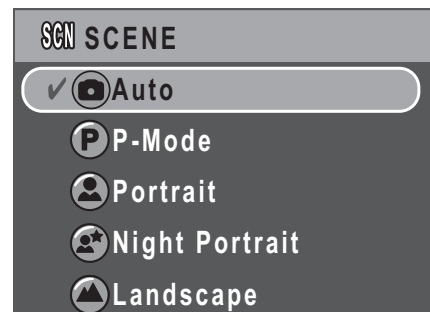 SCN SCENE
Auto
P P-Mode
Portrait
Night Portrait
Landscape